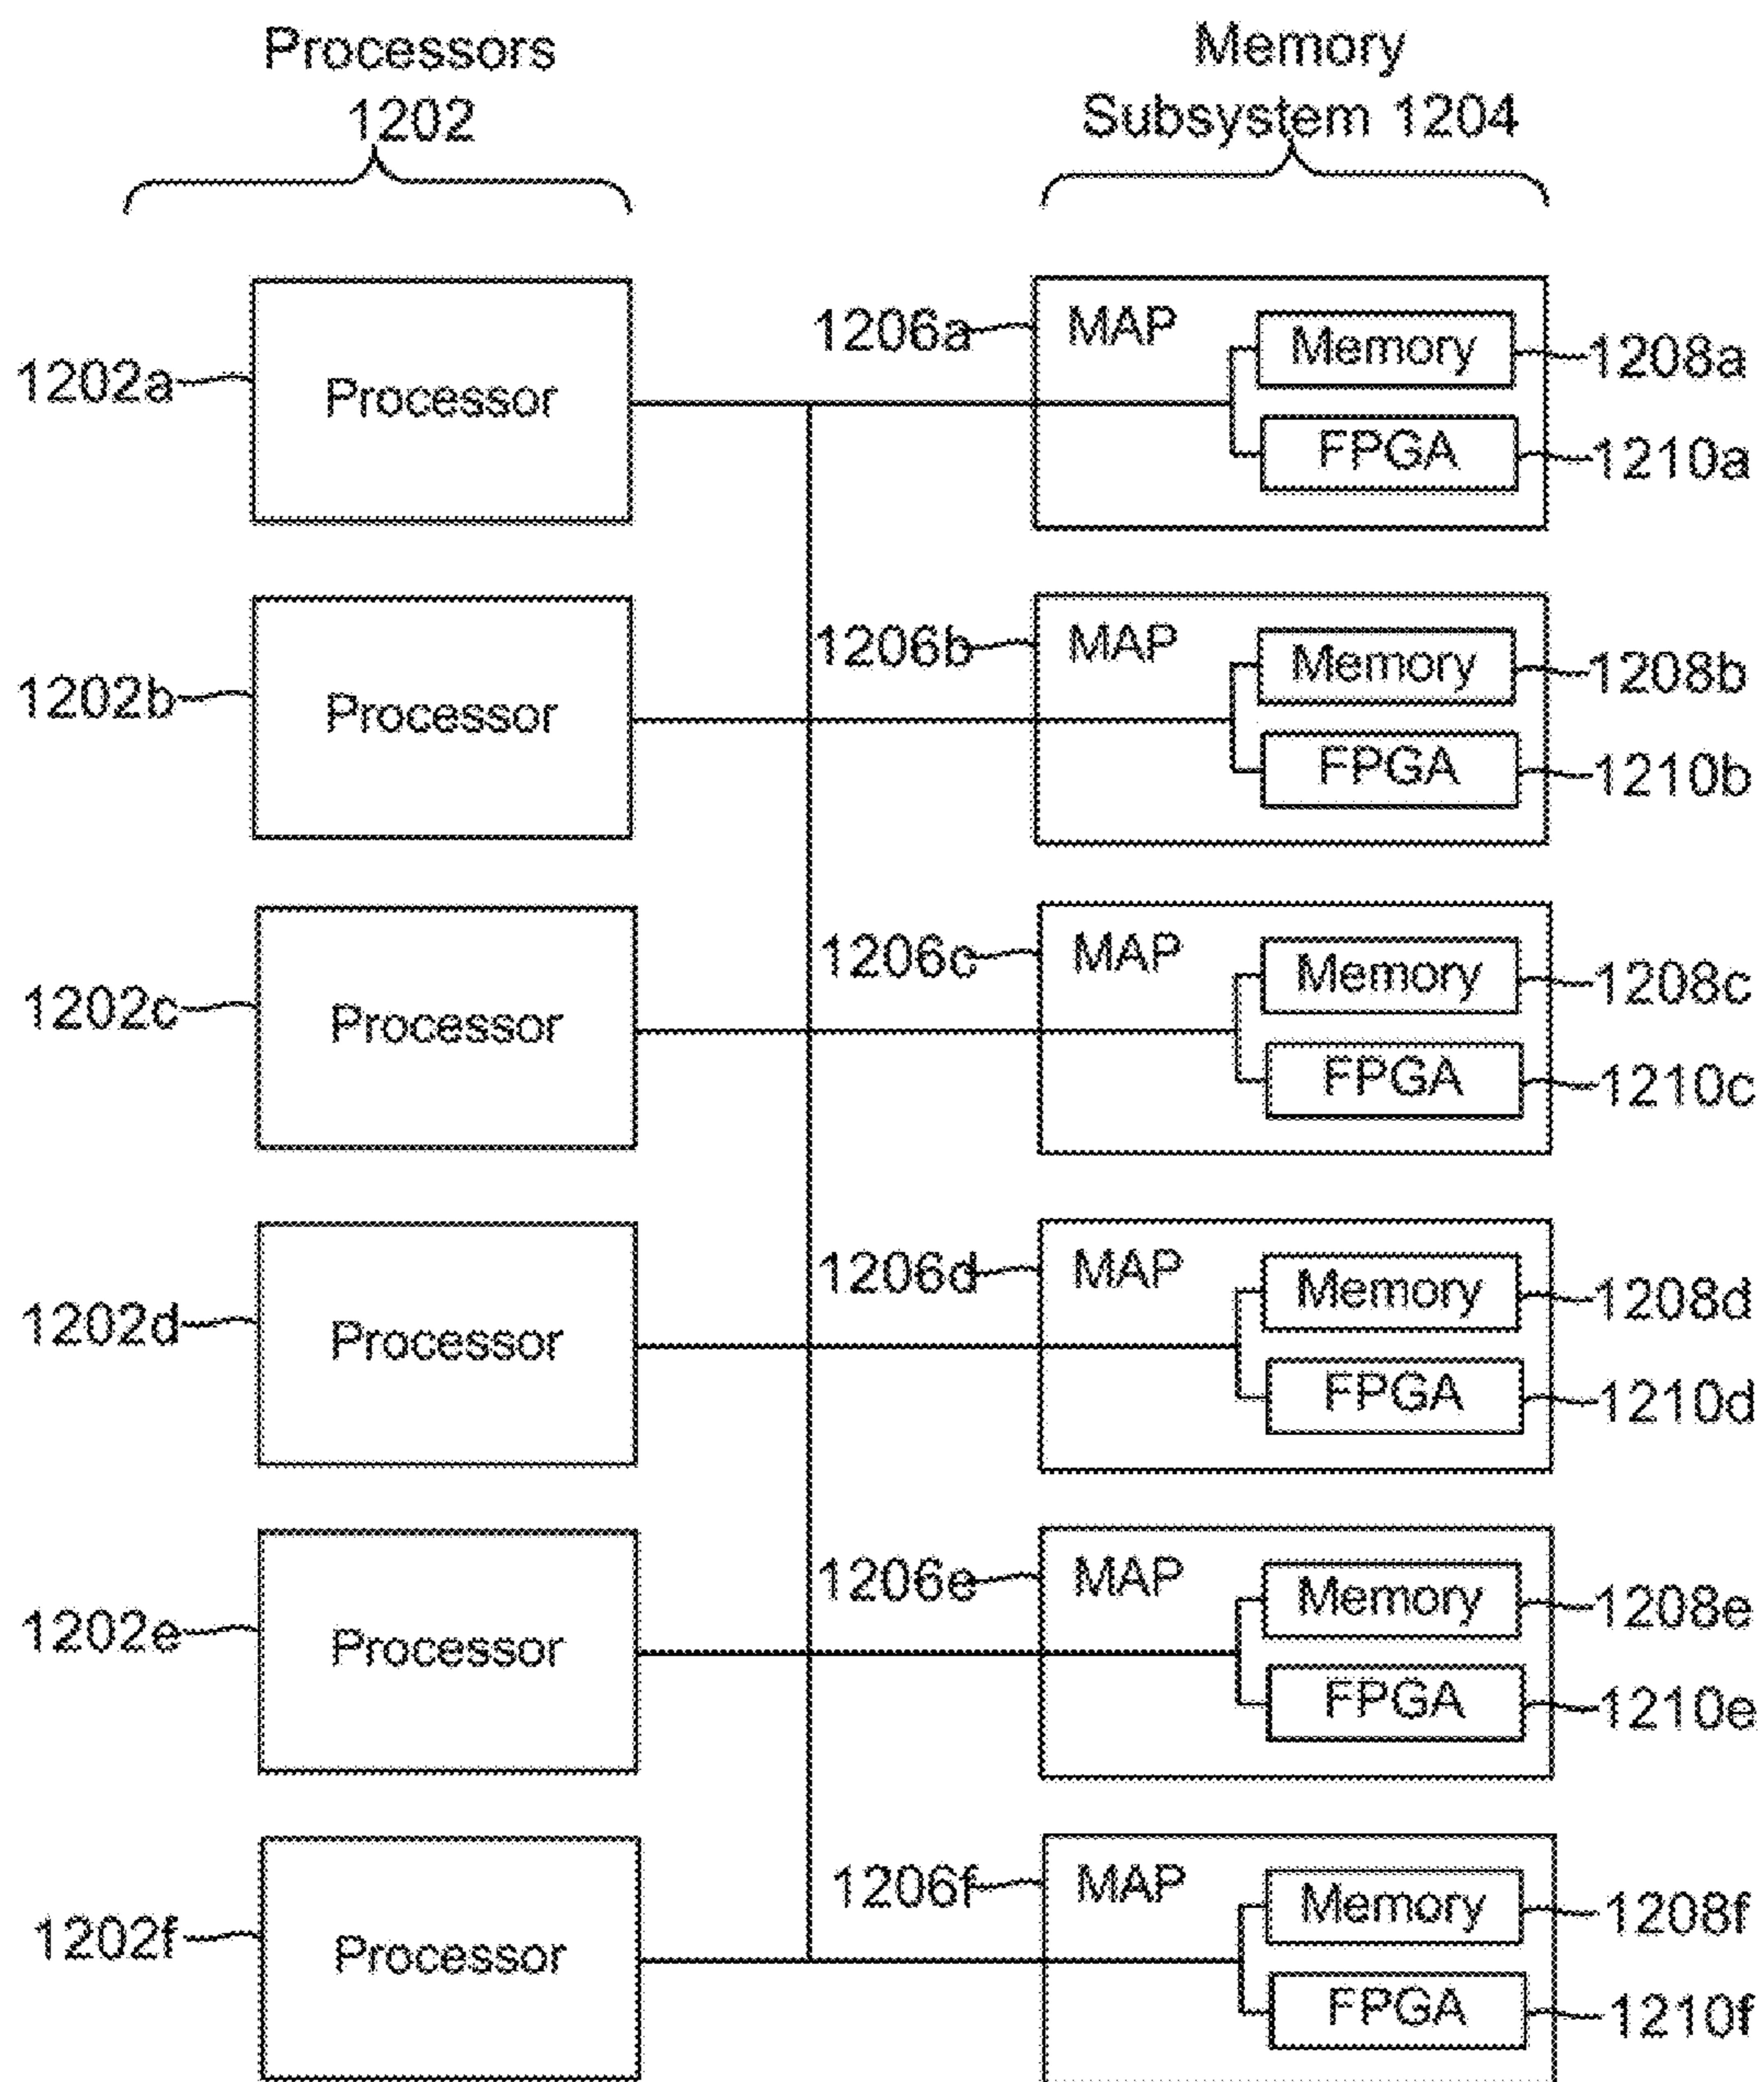 Processors
1202
Memory
Subsystem 1204
1206a
MAP
Memory
1208a
1202a
Processor
FPGA
1210a
1206b
MAP
Memory
1208b
1202b
Processor
FPGA
1210b
1206c
MAP
Memory
1208c
1202c
Processor
FPGA
1210c
1206d
MAP
Memory
1208d
1202d
Processor
FPGA
1210d
1206e
MAP
Memory
1208e
1202e
Processor
FPGA
1210e
1206f
MAP
Memory
1208f
1202f
Processor
FPGA
1210f